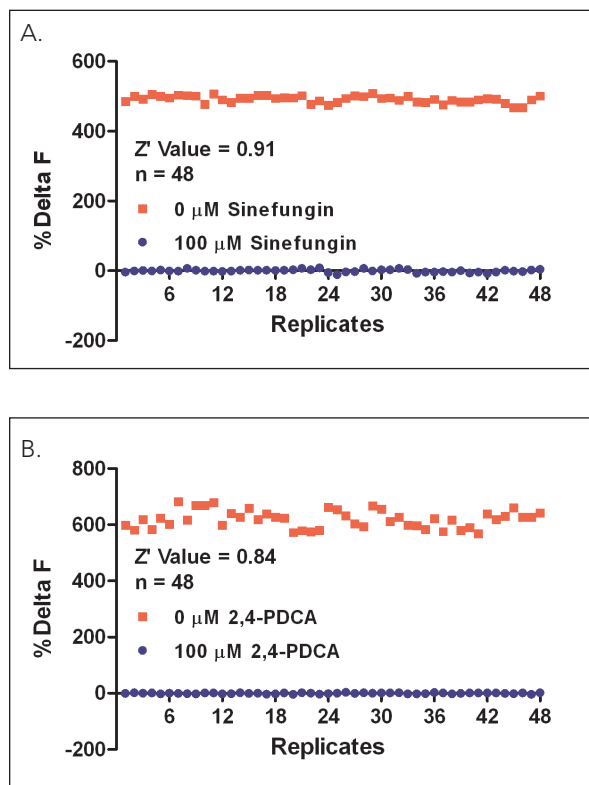 A.
600
400
200
0
-200
%Delta F
Z' Value = 0.91
n = 48
0 µM Sinefungin
100 µM Sinefungin
6 12 18 24 30 36 42 48
Replicates
B.
800
600
400
200
0
-200
%Delta F
Z' Value = 0.84
n = 48
0 µM 2,4-PDCA
100 µM 2,4-PDCA
6 12 18 24 30 36 42 48
Replicates